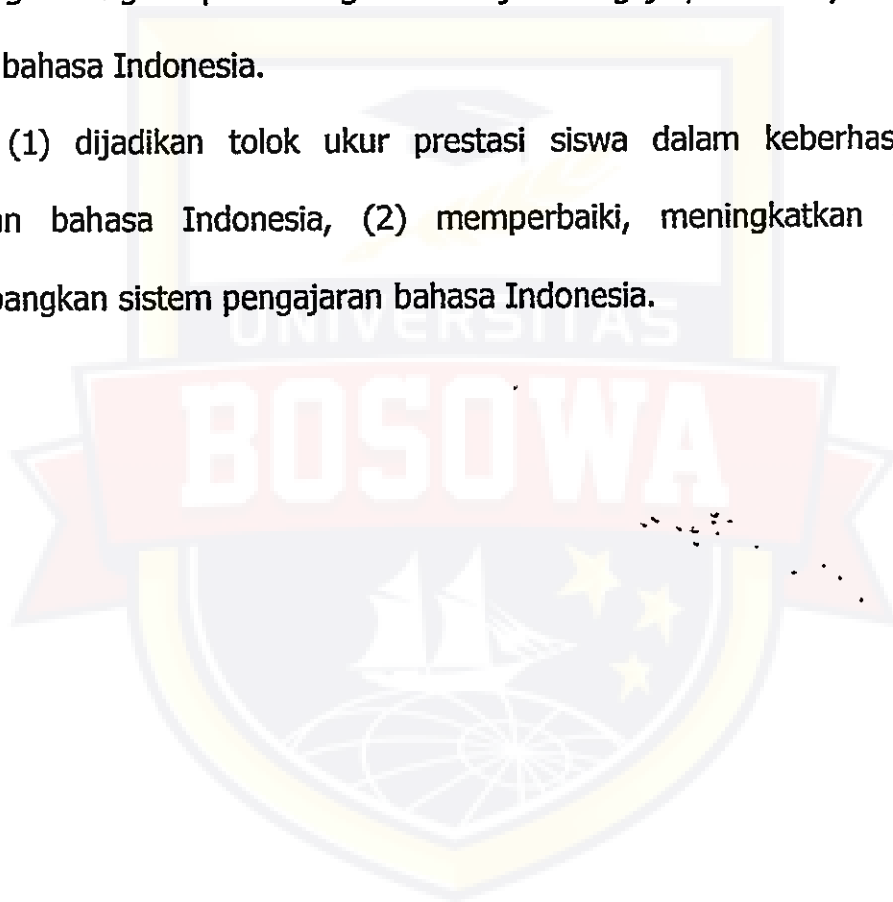 bahasa Indonesia.
(1) dijadikan tolok ukur prestasi siswa dalam keberhas
bahasa Indonesia, (2) memperbaiki, meningkatkan
bangkan sistem pengajaran bahasa Indonesia.
UNIVERSITAS
BOSOWA